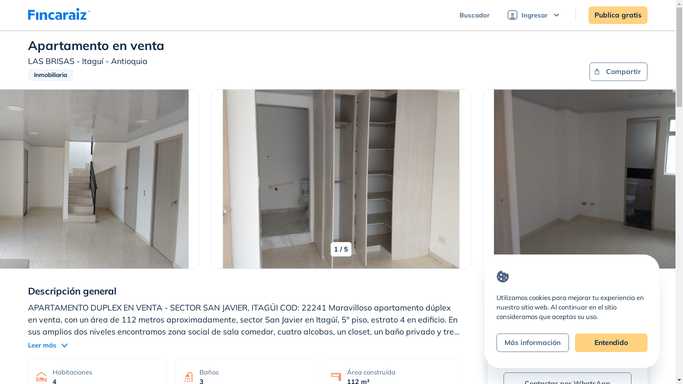 Fincaraiz
Buscador
Ingresar
Publica gratis
Apartamento en venta
LAS BRISAS - Itaguí - Antioquia
Inmobiliaria
Compartir
1 / 5
Descripción general
APARTAMENTO DUPLEX EN VENTA - SECTOR SAN JAVIER, ITAGÜÍ COD: 22241 Maravilloso apartamento dúplex
en venta, con un área de 112 metros aproximadamente, sector San Javier en Itagüí, 5° piso, estrato 4 en edificio. En
sus amplios dos niveles encontramos zona social de sala comedor, cuatro alcobas, un closet, un baño privado y tre...
Leer más
Habitaciones
4
Baños
3
Área construida
112 m²
Utilizamos cookies para mejorar tu experiencia en
nuestro sitio web. Al continuar en el sitio
consideramos que aceptas su uso.
Más información
Entendido
Contactar por WhatsApp